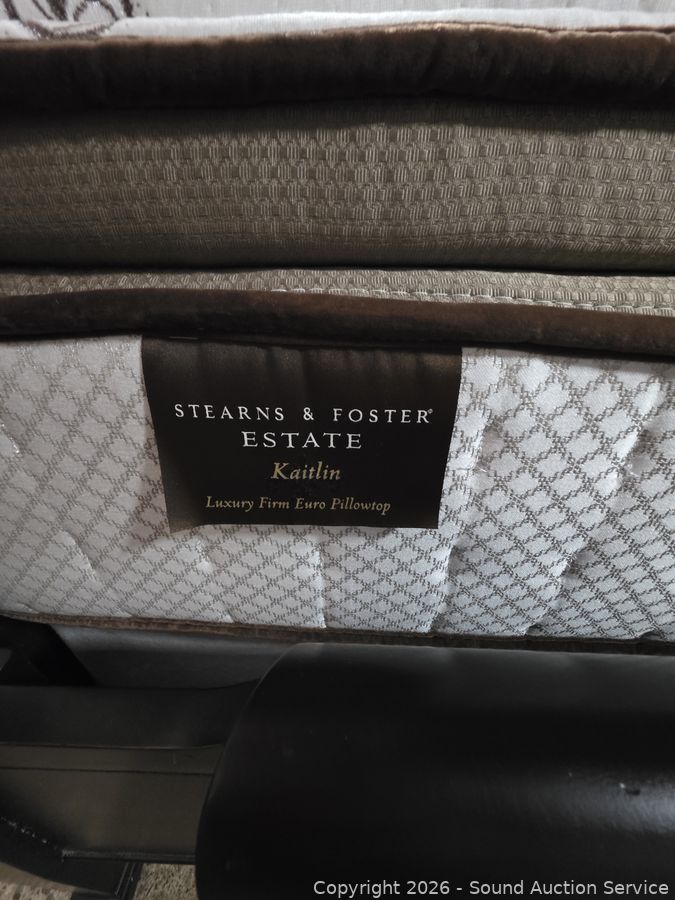 STEARNS & FOSTER®
ESTATE
Kaitlin
Luxury Firm Euro Pillowtop
Copyright 2026 - Sound Auction Service